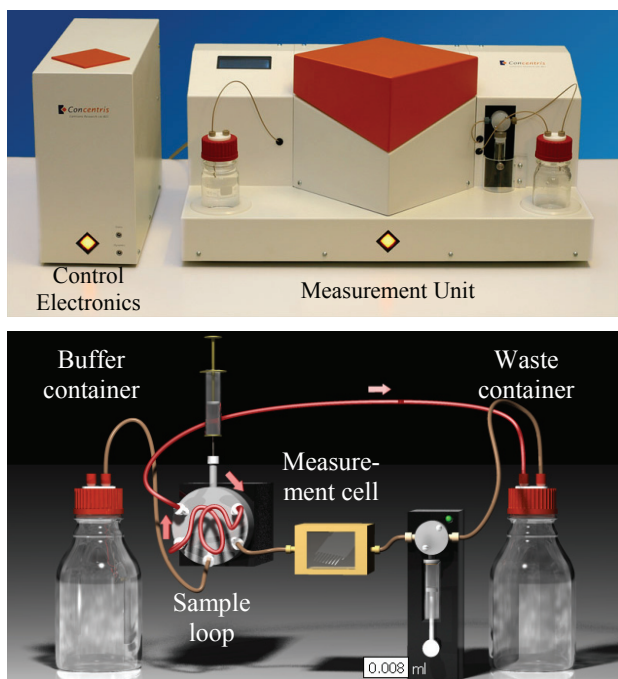 Concentris
Concentris
Control
Electronics
Measurement Unit
Buffer
container
Waste
container
Measure-
ment cell
Sample
loop
0.008 ml